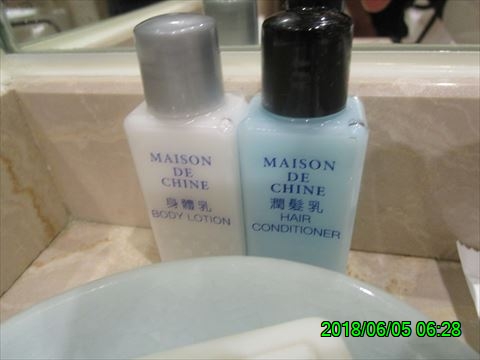 MAISON
DE
CHINE
身體乳
BODY LOTION
MAISON
DE
CHINE
潤髮乳
HAIR
CONDITIONER
2018/06/05 06:28